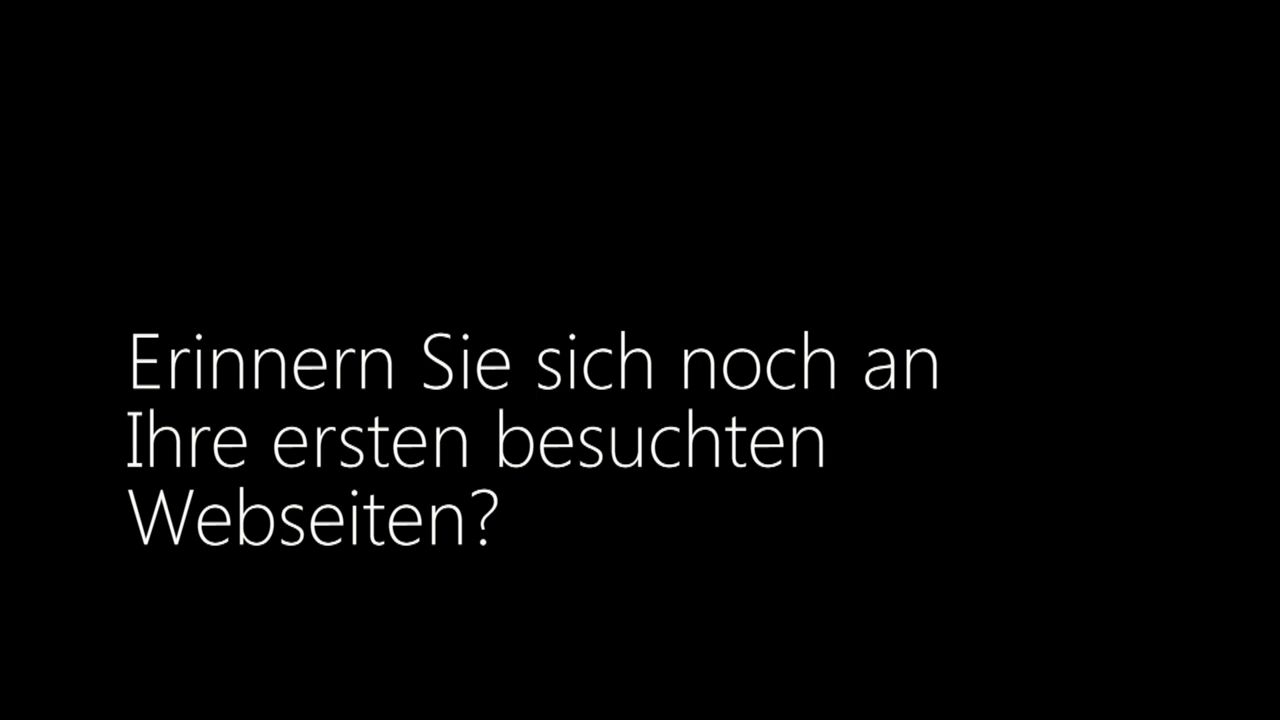 Erinnern Sie sich noch an
Ihre ersten besuchten
Webseiten?